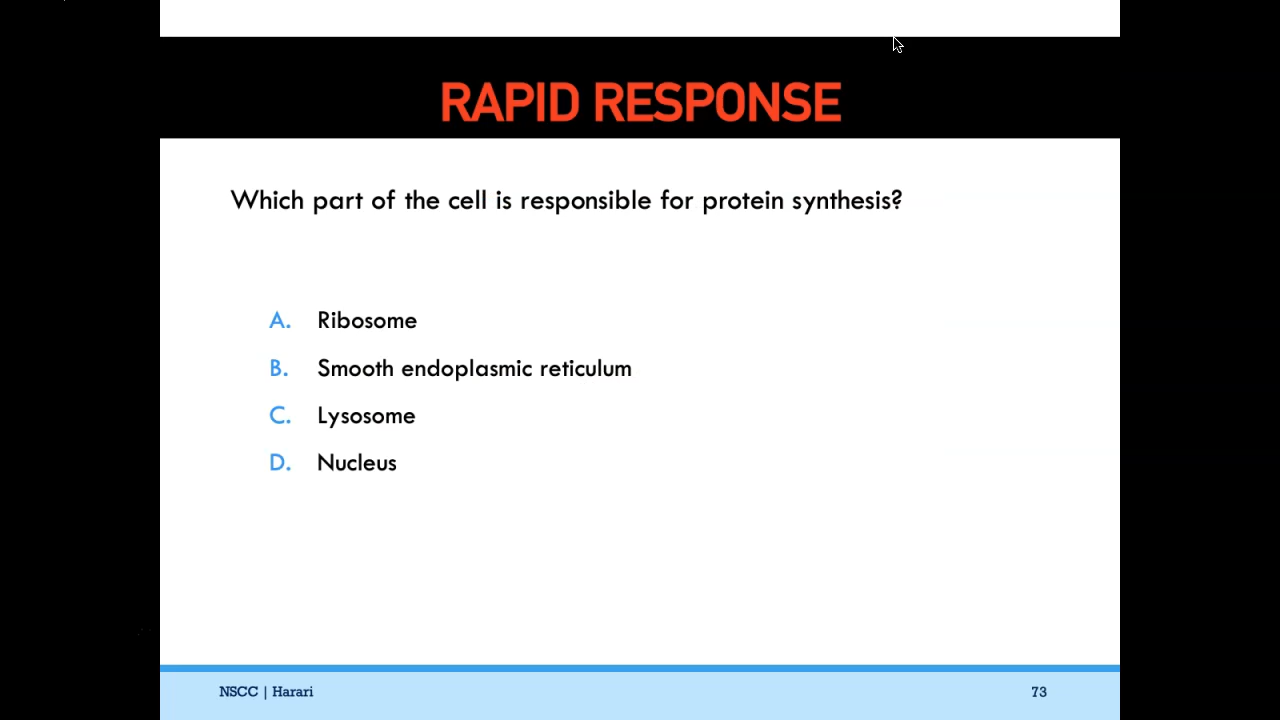 RAPID RESPONSE
Which part of the cell is responsible for protein synthesis?
A. Ribosome
B. Smooth endoplasmic reticulum
C. Lysosome
D. Nucleus
NSCC | Harari 73